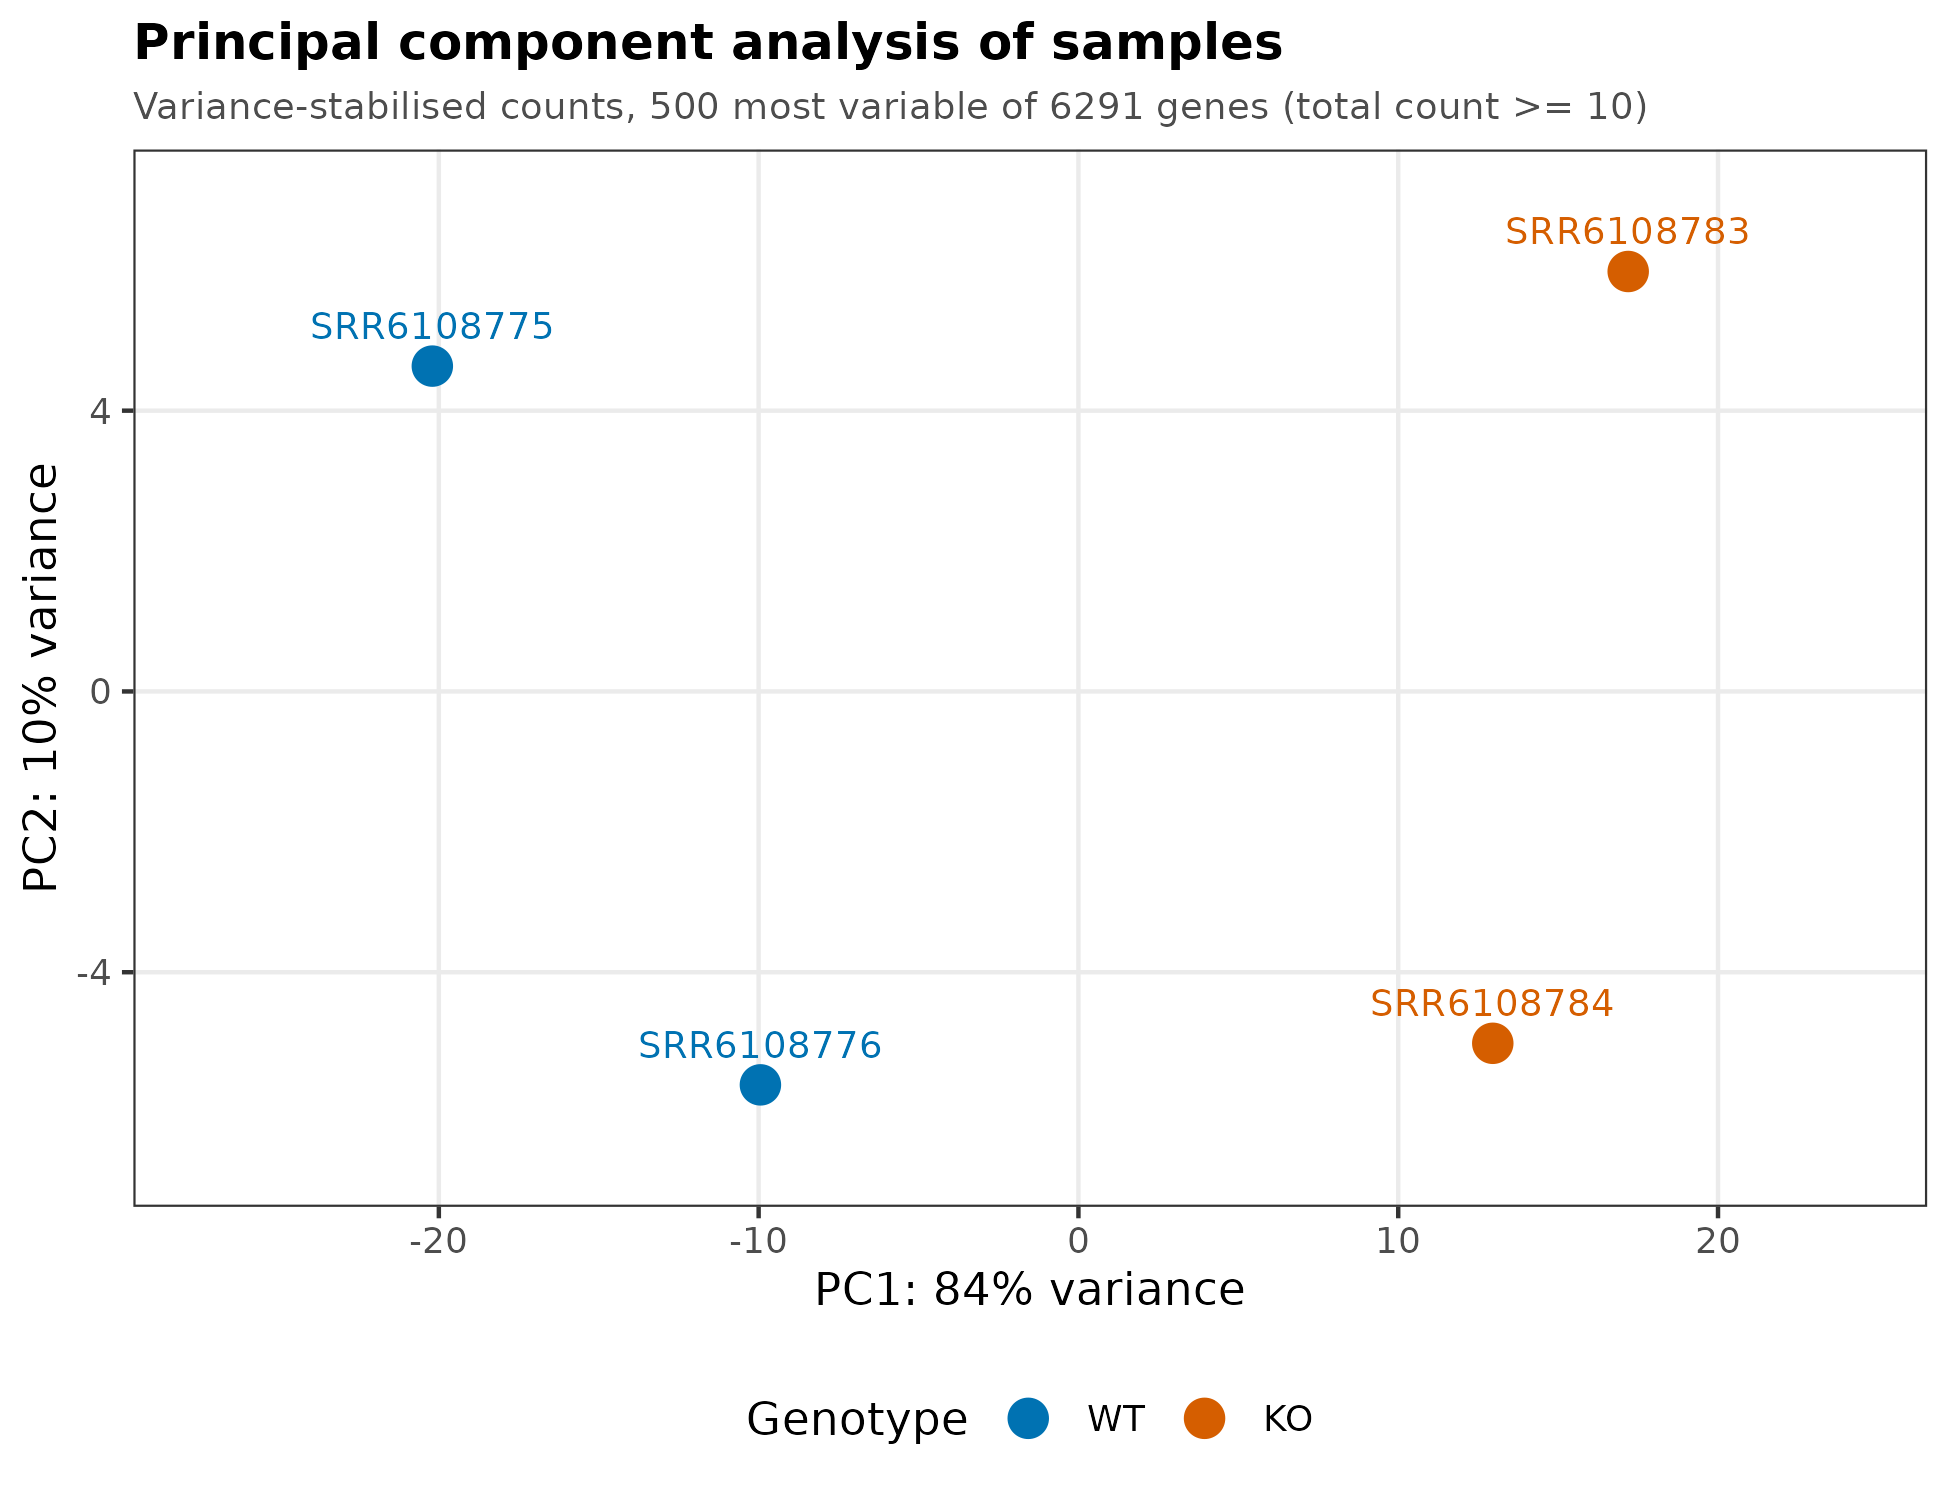 Principal component analysis of samples
Variance-stabilised counts, 500 most variable of 6291 genes (total count >= 10)
SRR6108783
SRR6108775
4
PC2: 10% variance
0
-4
SRR6108784
SRR6108776
-20 -10 0 10 20
PC1: 84% variance
Genotype WT KO